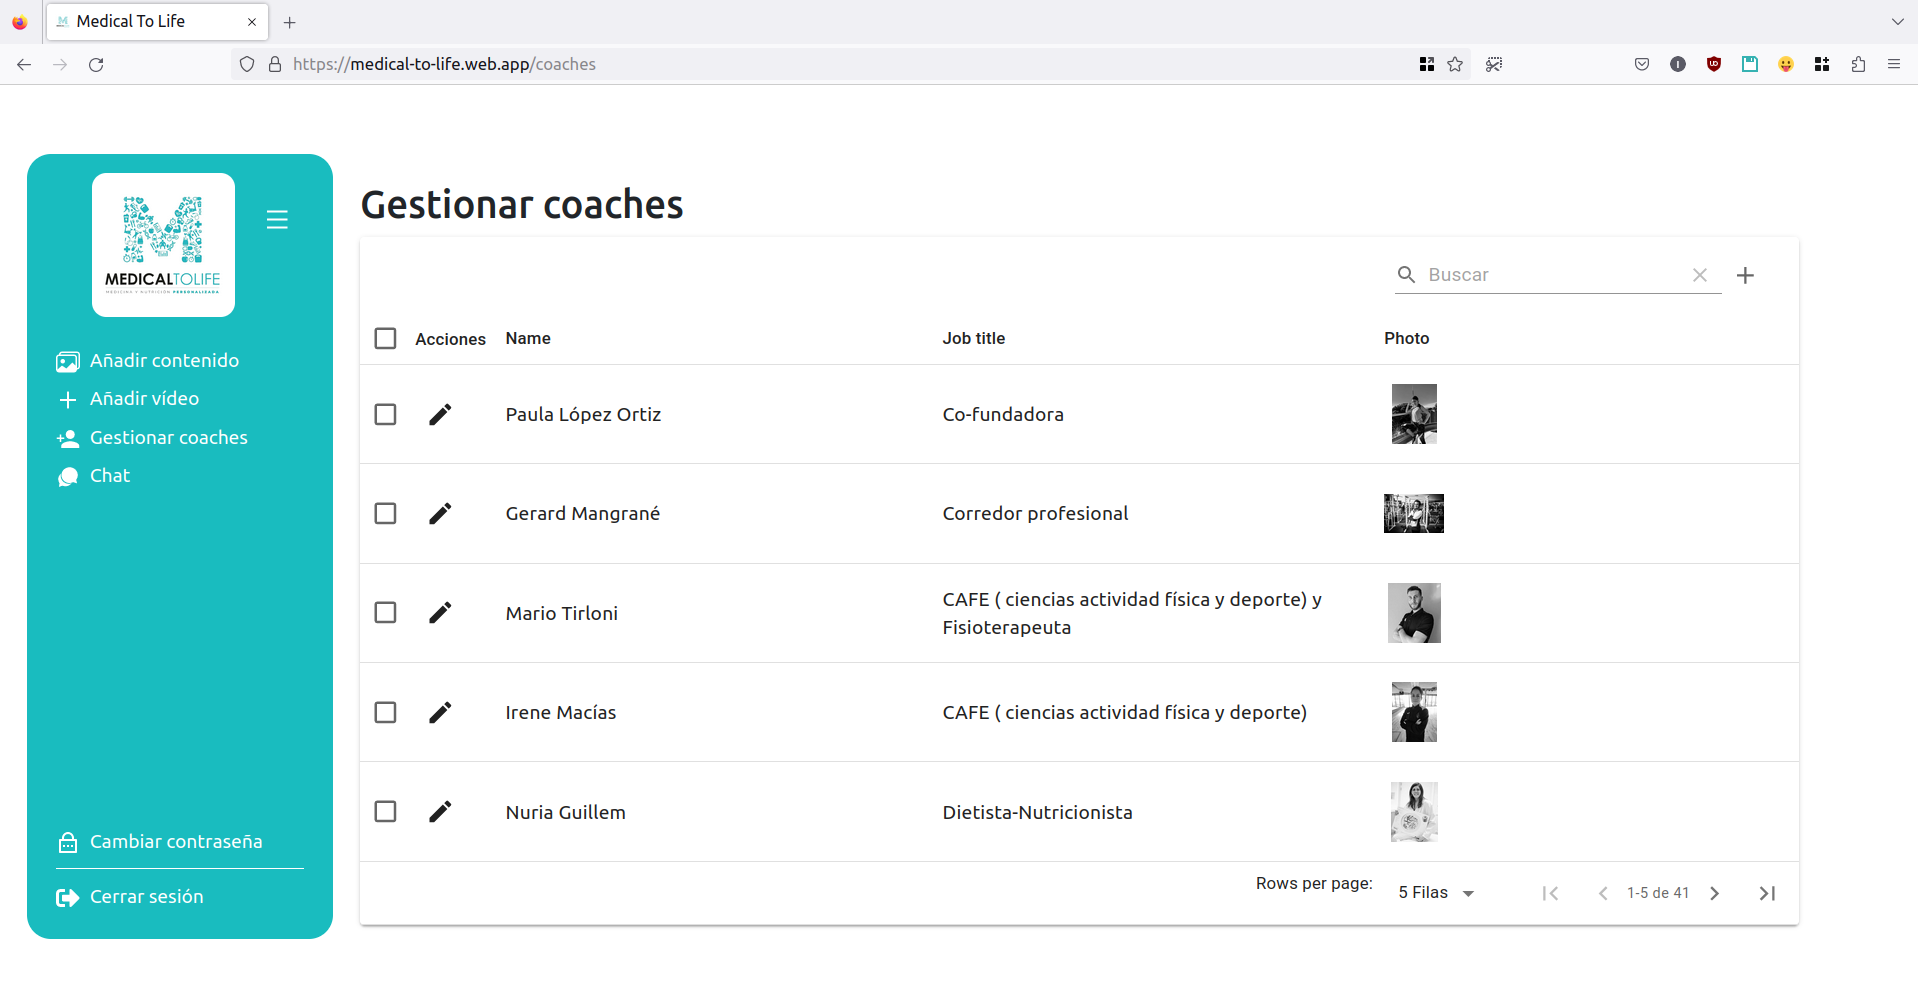 Medical To Life
https://medical-to-life.web.app/coaches
MEDICALTOLIFE
MEDICINA + NUTRICIÓN PERSONALIZADA
Añadir contenido
Añadir vídeo
Gestionar coaches
Chat
Cambiar contraseña
Cerrar sesión
Gestionar coaches
Buscar
Acciones Name Job title Photo
Paula López Ortiz Co-fundadora
Gerard Mangrané Corredor profesional
Mario Tirloni CAFE ( ciencias actividad física y deporte) y
Fisioterapeuta
Irene Macías CAFE ( ciencias actividad física y deporte)
Nuria Guillem Dietista-Nutricionista
Rows per page: 5 Filas 1-5 de 41